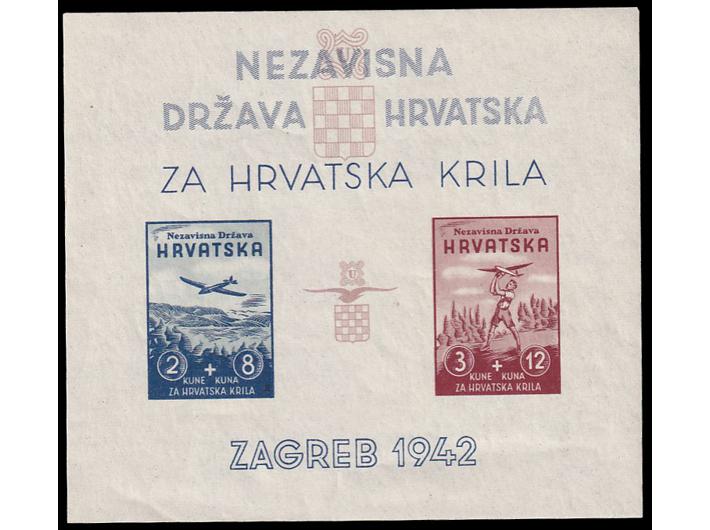 U
NEZAVISNA
DRŽAVA HRVATSKA
ZA HRVATSKA KRILA
Nezavisna Država
HRVATSKA
2 + 8
KUNE KUNA
ZA HRVATSKA KRILA
U
Nezavisna Država
HRVATSKA
3 + 12
KUNE KUNA
ZA HRVATSKA KRILA
ZAGREB 1942